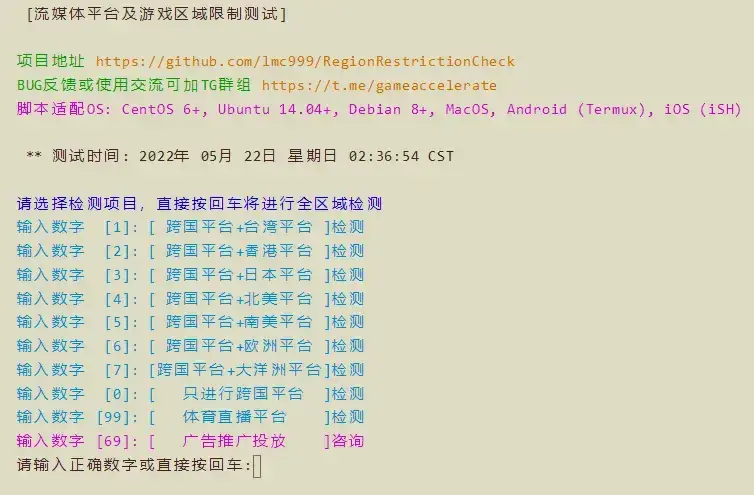 [流媒体平台及游戏区域限制测试]
项目地址 https://github.com/lmc999/RegionRestrictionCheck
BUG反馈或使用交流可加TG群组 https://t.me/gameaccelerate
脚本适配OS: CentOS 6+, Ubuntu 14.04+, Debian 8+, MacOS, Android (Termux), iOS (iSH)
** 测试时间: 2022年 05月 22日 星期日 02:36:54 CST
请选择检测项目，直接按回车将进行全区域检测
输入数字 [1]: [ 跨国平台+台湾平台 ]检测
输入数字 [2]: [ 跨国平台+香港平台 ]检测
输入数字 [3]: [ 跨国平台+日本平台 ]检测
输入数字 [4]: [ 跨国平台+北美平台 ]检测
输入数字 [5]: [ 跨国平台+南美平台 ]检测
输入数字 [6]: [ 跨国平台+欧洲平台 ]检测
输入数字 [7]: [跨国平台+大洋洲平台]检测
输入数字 [0]: [ 只进行跨国平台 ]检测
输入数字 [99]: [ 体育直播平台 ]检测
输入数字 [69]: [ 广告推广投放 ]咨询
请输入正确数字或直接按回车: